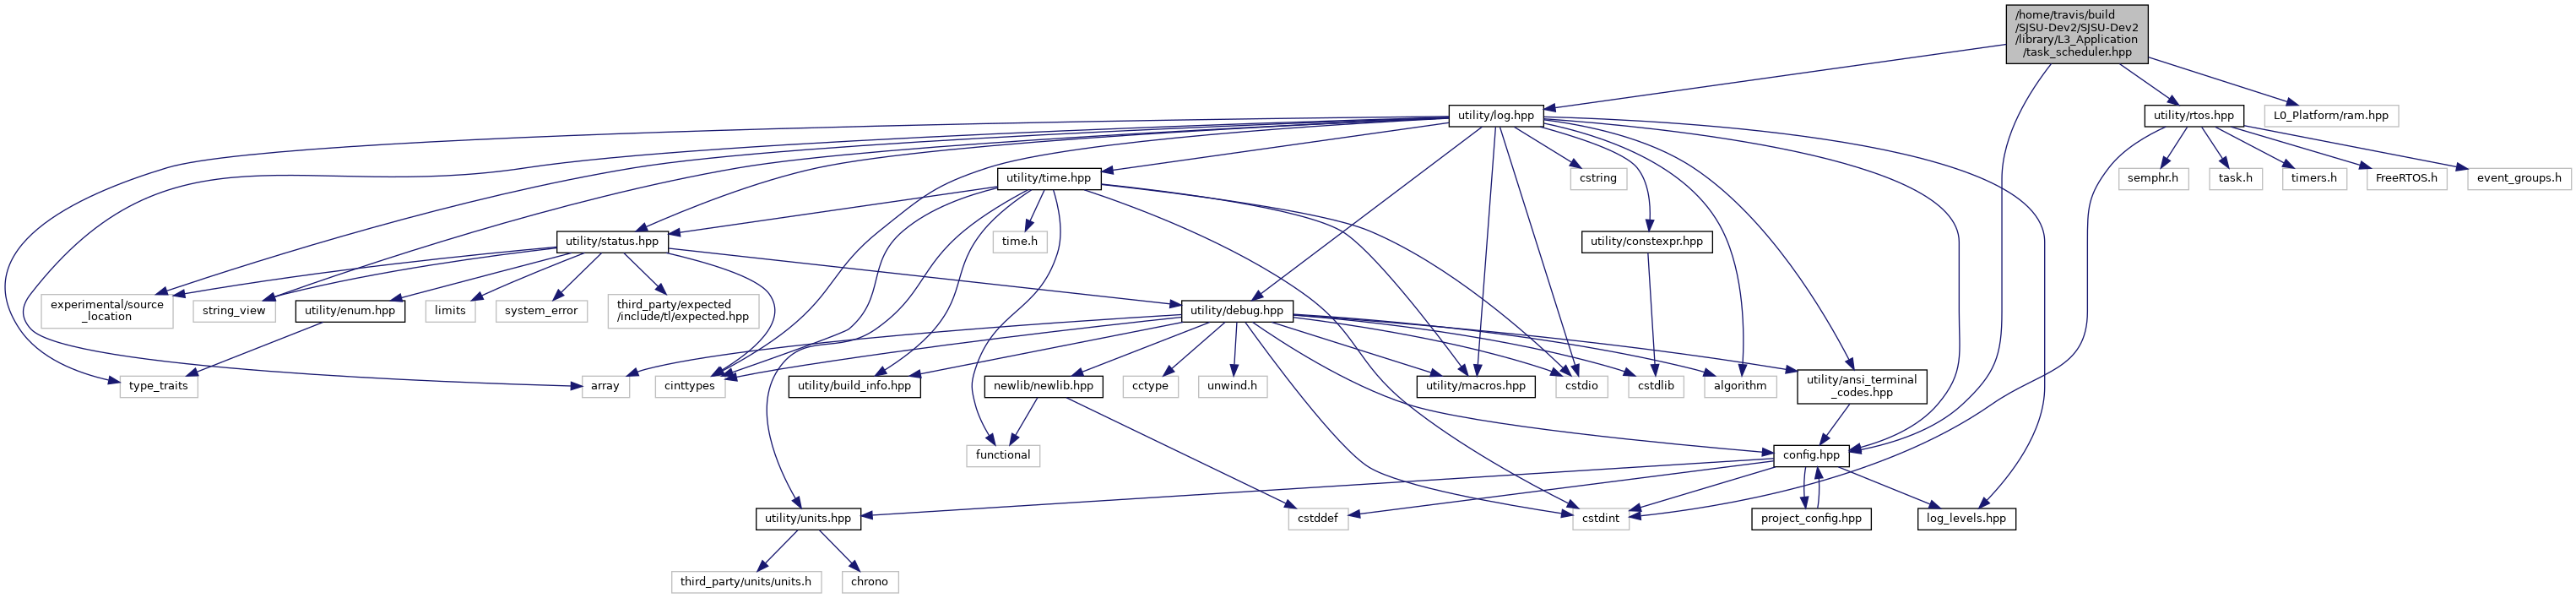 /home/travis/build
/SJSU-Dev2/SJSU-Dev2
/library/L3_Application
/task_scheduler.hpp
utility/log.hpp
utility/rtos.hpp
L0_Platform/ram.hpp
utility/time.hpp
cstring
semphr.h
task.h
timers.h
FreeRTOS.h
event_groups.h
utility/status.hpp
time.h
utility/constexpr.hpp
experimental/source
_location
string_view
utility/enum.hpp
limits
system_error
third_party/expected
/include/tl/expected.hpp
utility/debug.hpp
type_traits
array
cinttypes
utility/build_info.hpp
newlib/newlib.hpp
cctype
unwind.h
utility/macros.hpp
cstdio
cstdlib
algorithm
utility/ansi_terminal
_codes.hpp
functional
config.hpp
utility/units.hpp
cstddef
cstdint
project_config.hpp
log_levels.hpp
third_party/units/units.h
chrono